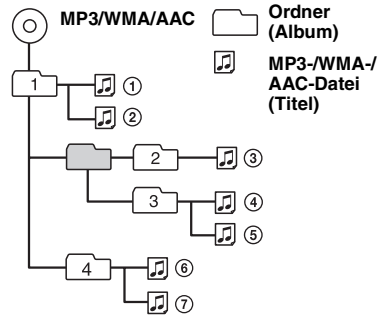 MP3/WMA/AAC
Ordner
(Album)
MP3-/WMA-/
AAC-Datei
(Titel)
1
①
②
2
③
3
④
⑤
4
⑥
⑦